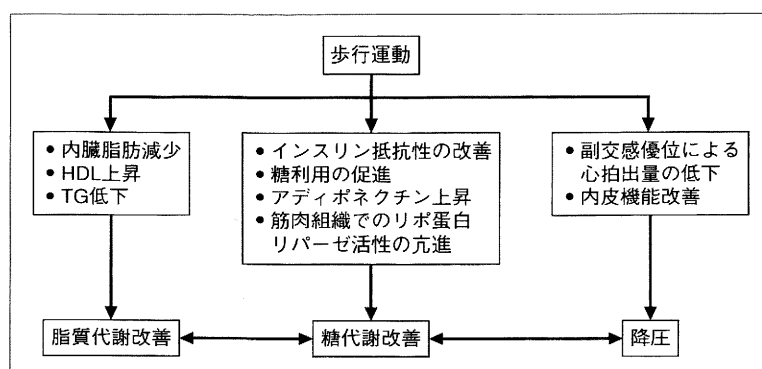 歩行運動
● 内臓脂肪減少
● HDL上昇
● TG低下
● インスリン抵抗性の改善
● 糖利用の促進
● アディポネクチン上昇
● 筋肉組織でのリポ蛋白
リパーゼ活性の亢進
● 副交感優位による
心拍出量の低下
● 内皮機能改善
脂質代謝改善
糖代謝改善
降圧